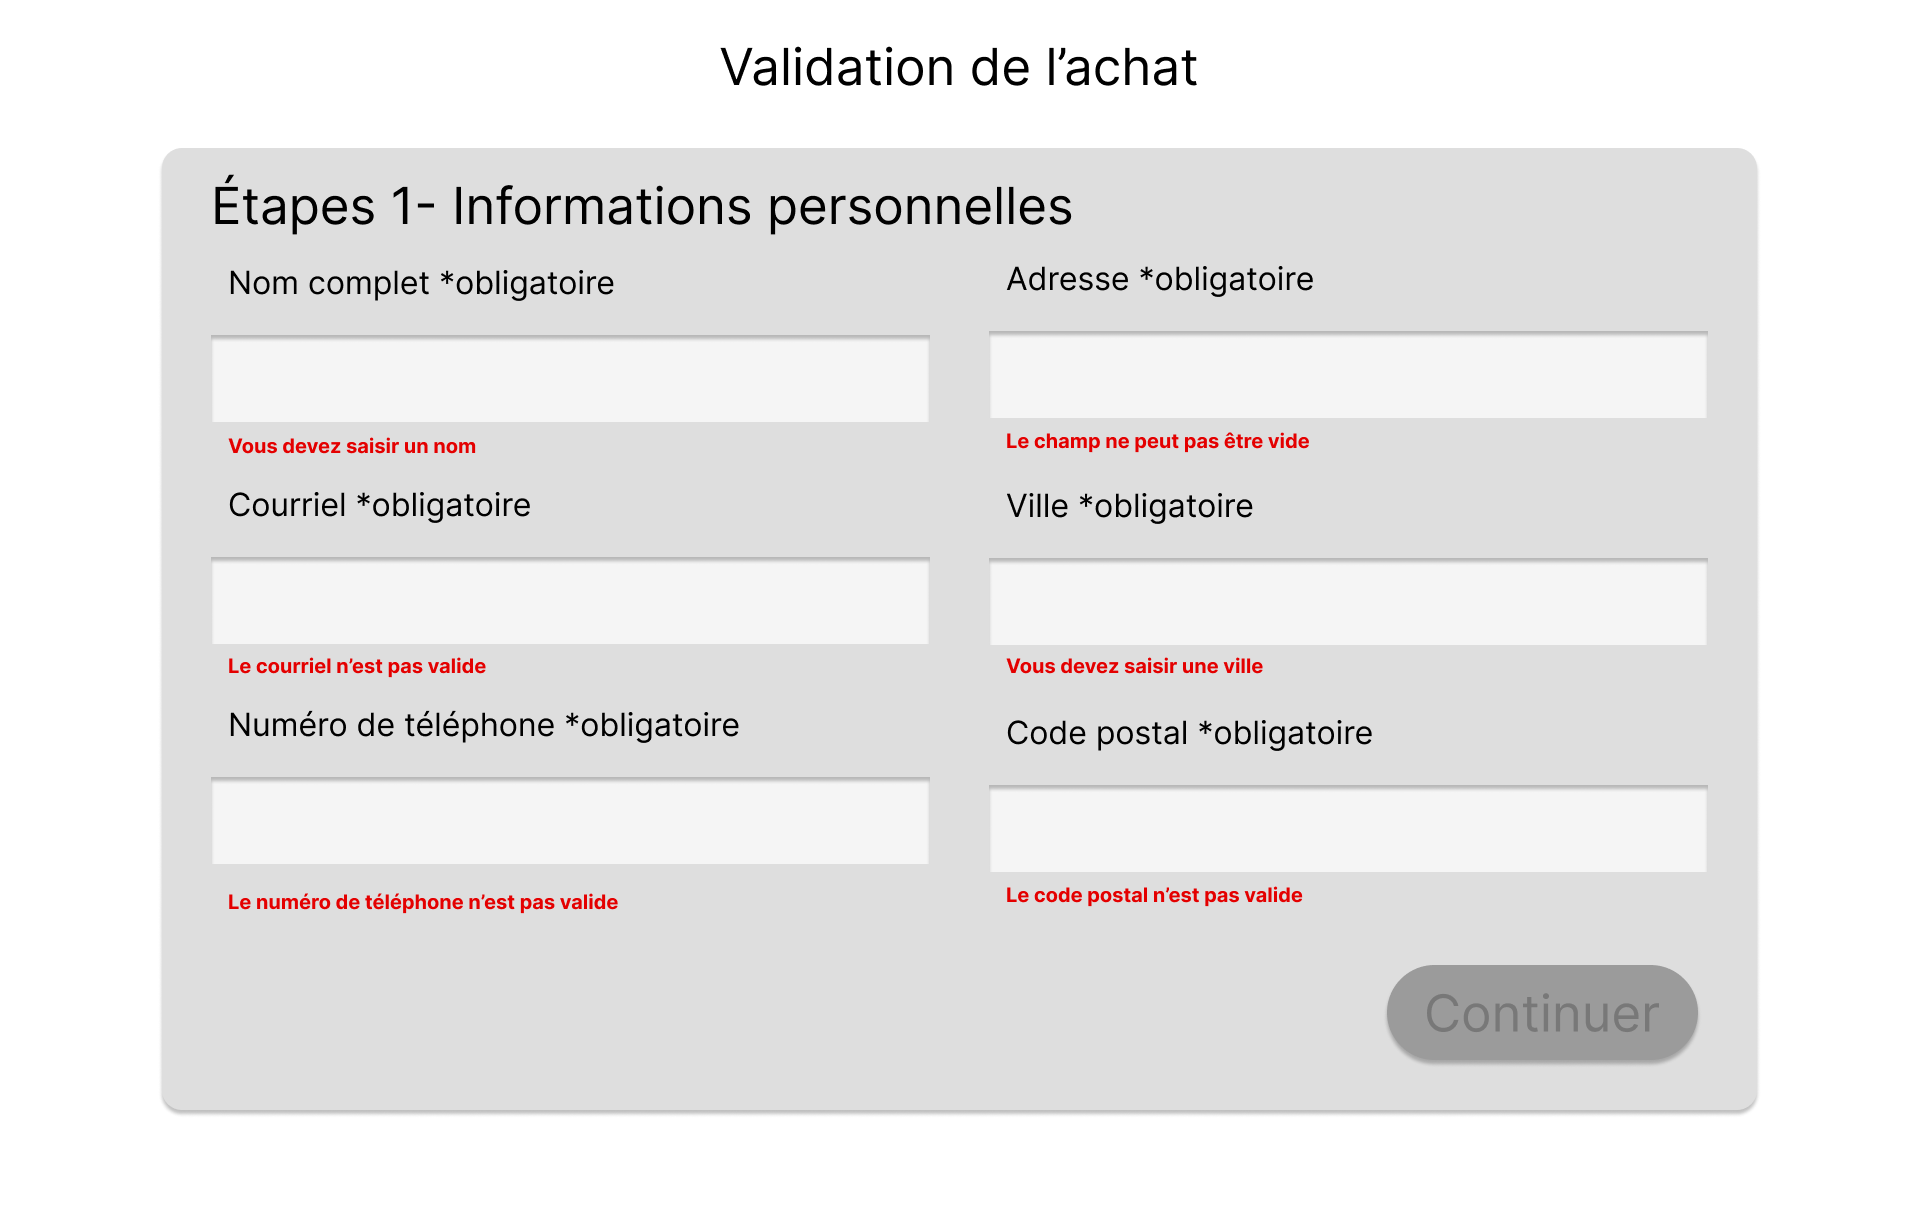 Validation de l’achat
Étapes 1- Informations personnelles
Nom complet *obligatoire
Adresse *obligatoire
Vous devez saisir un nom
Le champ ne peut pas être vide
Courriel *obligatoire
Ville *obligatoire
Le courriel n’est pas valide
Vous devez saisir une ville
Numéro de téléphone *obligatoire
Code postal *obligatoire
Le numéro de téléphone n’est pas valide
Le code postal n’est pas valide
Continuer